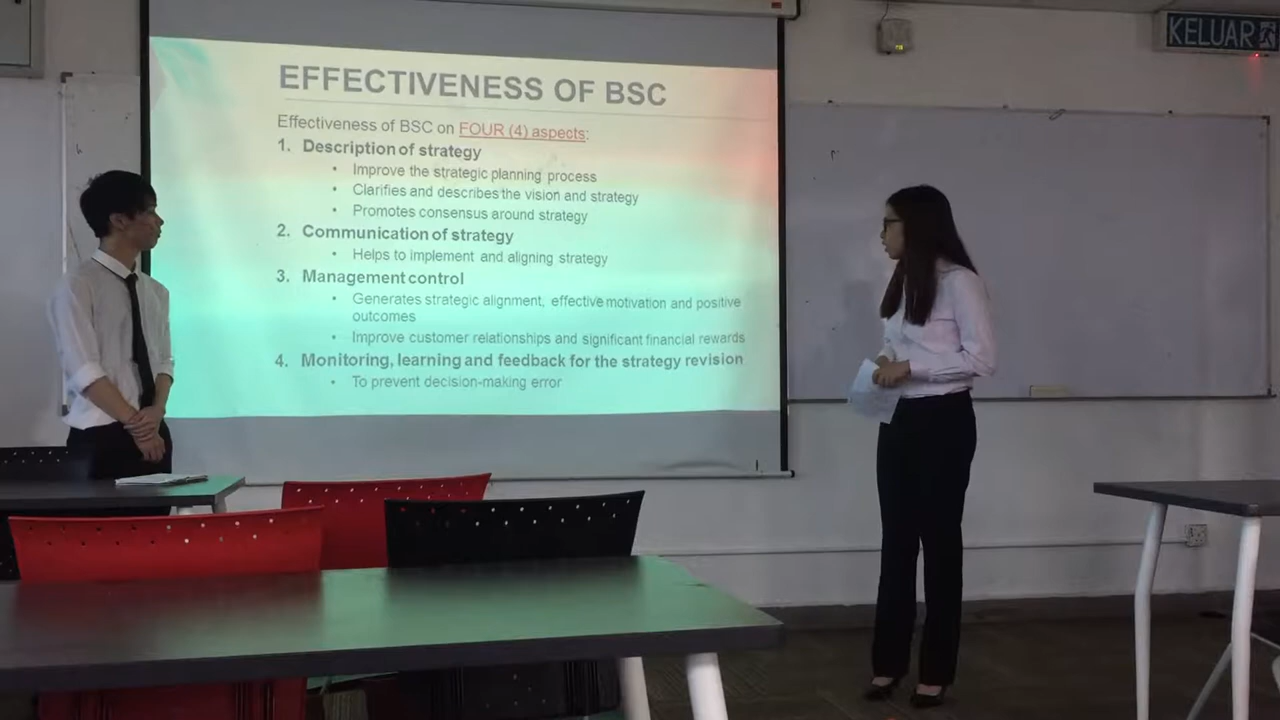 EFFECTIVENESS OF BSC
Effectiveness of BSC on FOUR (4) aspects:
1. Description of strategy
• Improve the strategic planning process
• Clarifies and describes the vision and strategy
• Promotes consensus around strategy
2. Communication of strategy
• Helps to implement and aligning strategy
3. Management control
• Generates strategic alignment, effective motivation and positive
outcomes
• Improve customer relationships and significant financial rewards
4. Monitoring, learning and feedback for the strategy revision
• To prevent decision-making error
KELUAR